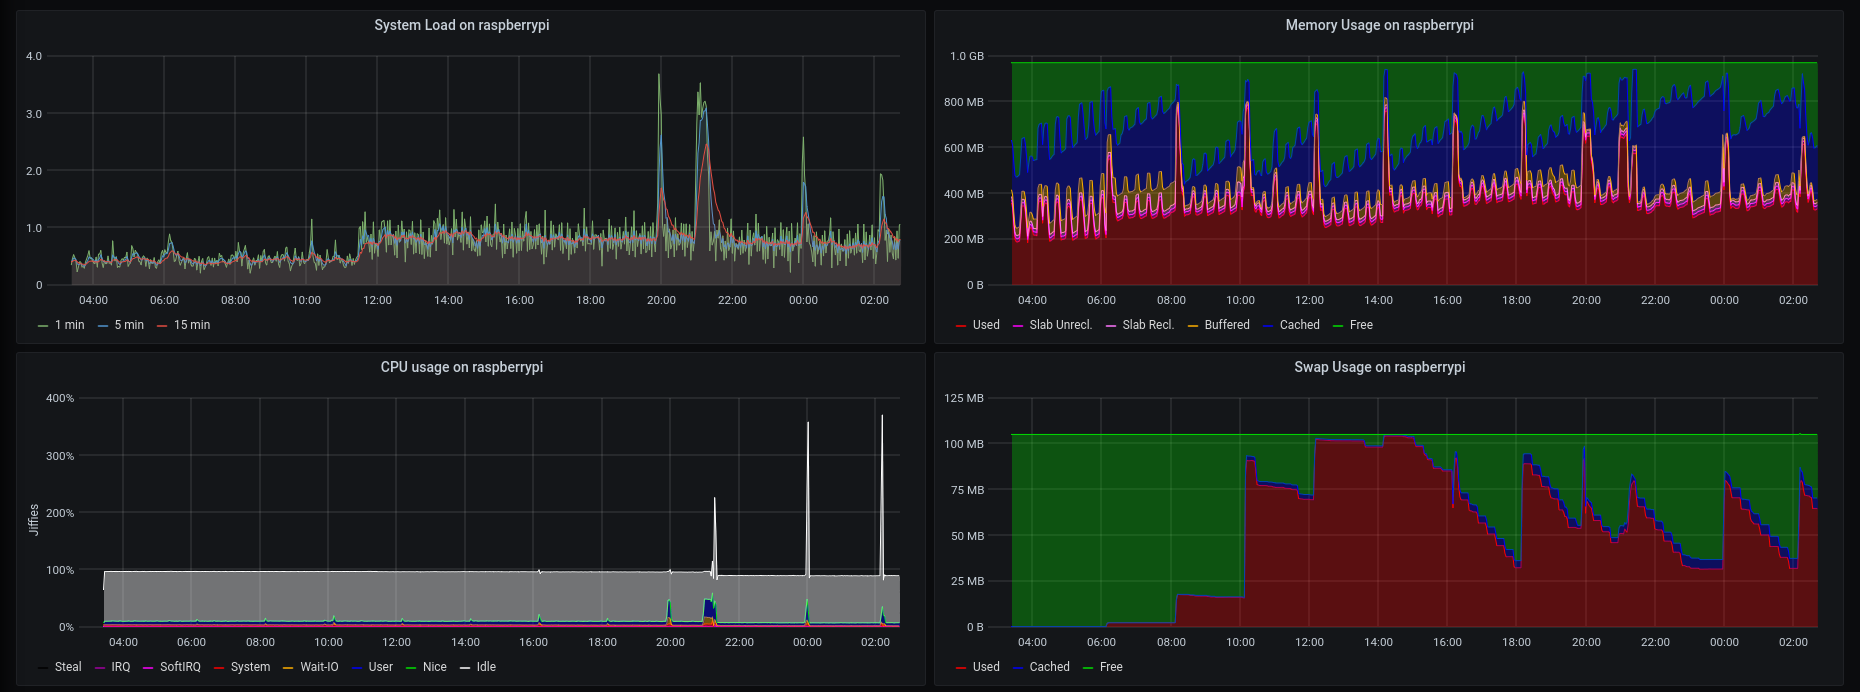 System Load on raspberrypi
4.0
3.0
2.0
1.0
0
04:00 06:00 08:00 10:00 12:00 14:00 16:00 18:00 20:00 22:00 00:00 02:00
1 min 5 min 15 min
Memory Usage on raspberrypi
1.0 GB
800 MB
600 MB
400 MB
200 MB
0 B
04:00 06:00 08:00 10:00 12:00 14:00 16:00 18:00 20:00 22:00 00:00 02:00
Used Slab Unrecl. Slab Recl. Buffered Cached Free
CPU usage on raspberrypi
Jiffies
400%
300%
200%
100%
0%
04:00 06:00 08:00 10:00 12:00 14:00 16:00 18:00 20:00 22:00 00:00 02:00
Steal IRQ SoftIRQ System Wait-IO User Nice Idle
Swap Usage on raspberrypi
125 MB
100 MB
75 MB
50 MB
25 MB
0 B
04:00 06:00 08:00 10:00 12:00 14:00 16:00 18:00 20:00 22:00 00:00 02:00
Used Cached Free